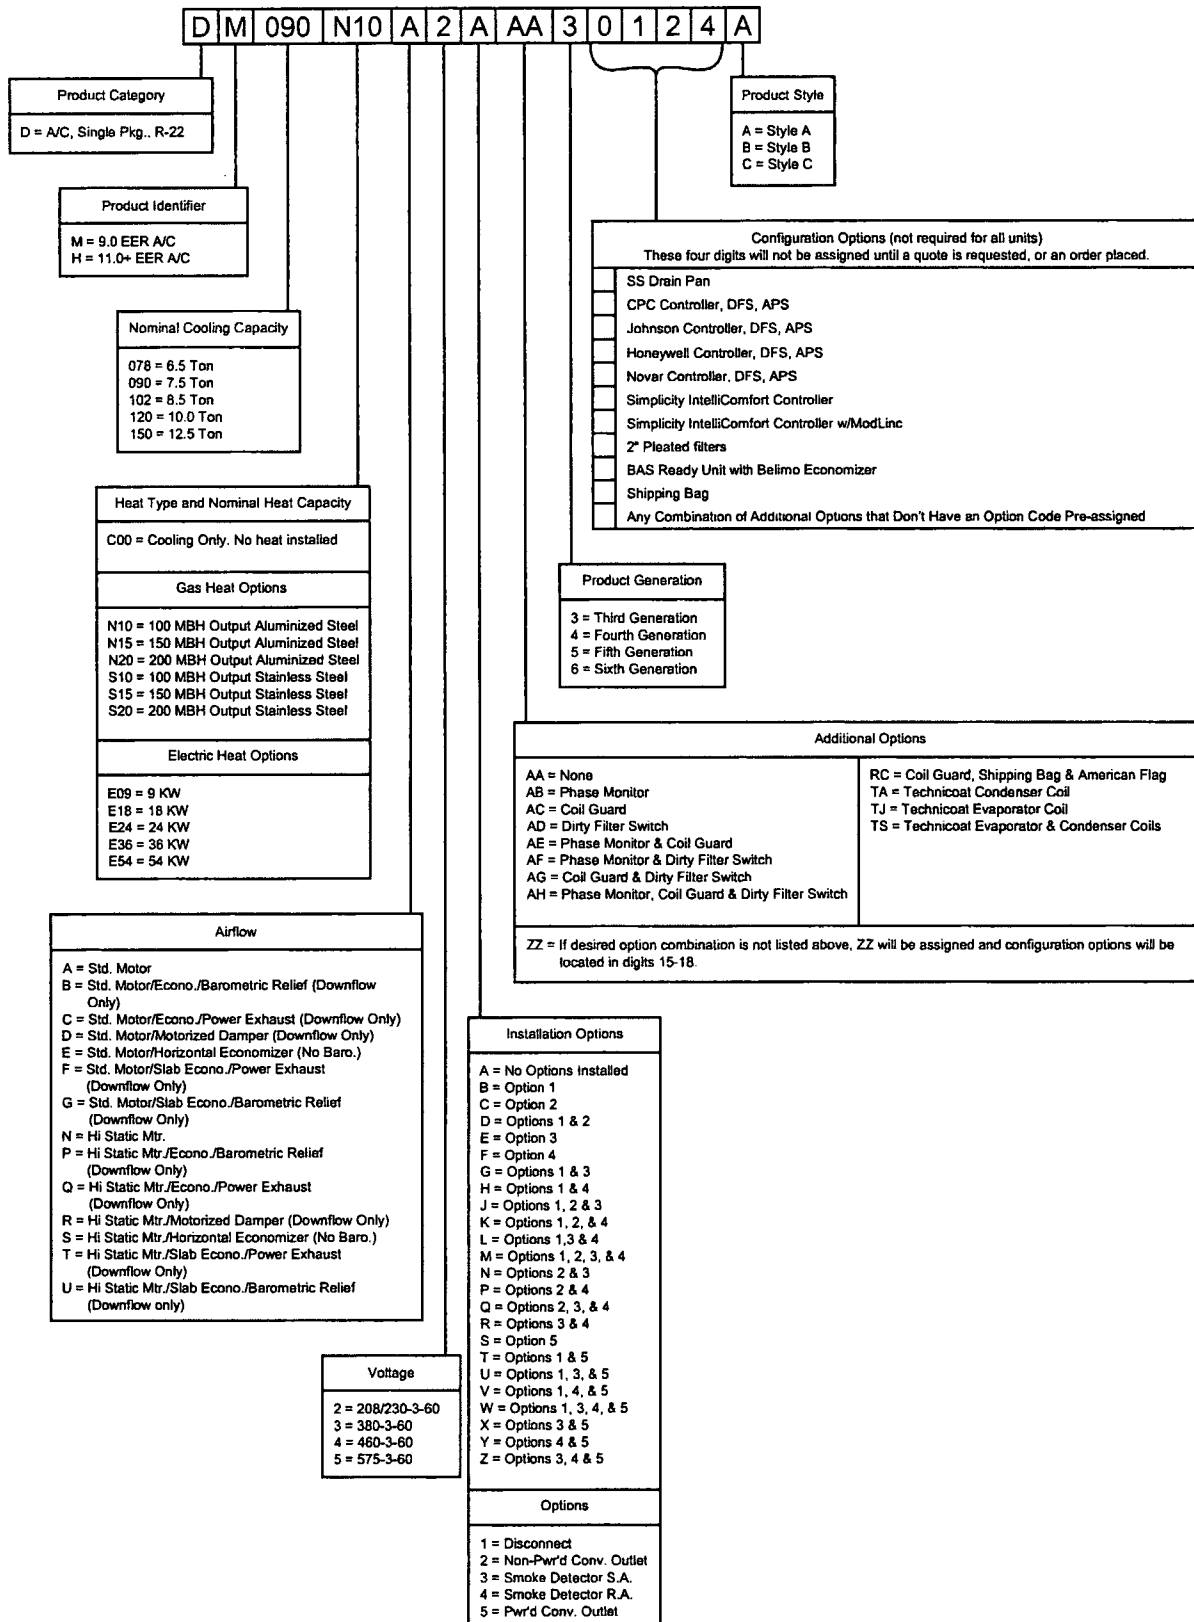 D M 090 N10 A 2 A AA 3 0 1 2 4 A
Product Category
D = A/C, Single Pkg., R-22
Product Style
A = Style A
B = Style B
C = Style C
Product Identifier
M = 9.0 EER A/C
H = 11.0+ EER A/C
Configuration Options (not required for all units)
These four digits will not be assigned until a quote is requested, or an order placed.
SS Drain Pan
CPC Controller, DFS, APS
Johnson Controller, DFS, APS
Honeywell Controller, DFS, APS
Novar Controller, DFS, APS
Simplicity IntelliComfort Controller
Simplicity IntelliComfort Controller w/ModLinc
2" Pleated filters
BAS Ready Unit with Belimo Economizer
Shipping Bag
Any Combination of Additional Options that Don't Have an Option Code Pre-assigned
Nominal Cooling Capacity
078 = 6.5 Ton
090 = 7.5 Ton
102 = 8.5 Ton
120 = 10.0 Ton
150 = 12.5 Ton
Heat Type and Nominal Heat Capacity
C00 = Cooling Only. No heat installed
Gas Heat Options
N10 = 100 MBH Output Aluminized Steel
N15 = 150 MBH Output Aluminized Steel
N20 = 200 MBH Output Aluminized Steel
S10 = 100 MBH Output Stainless Steel
S15 = 150 MBH Output Stainless Steel
S20 = 200 MBH Output Stainless Steel
Electric Heat Options
E09 = 9 KW
E18 = 18 KW
E24 = 24 KW
E36 = 36 KW
E54 = 54 KW
Product Generation
3 = Third Generation
4 = Fourth Generation
5 = Fifth Generation
6 = Sixth Generation
Additional Options
AA = None
AB = Phase Monitor
AC = Coil Guard
AD = Dirty Filter Switch
AE = Phase Monitor & Coil Guard
AF = Phase Monitor & Dirty Filter Switch
AG = Coil Guard & Dirty Filter Switch
AH = Phase Monitor, Coil Guard & Dirty Filter Switch
RC = Coil Guard, Shipping Bag & American Flag
TA = Technicoat Condenser Coil
TJ = Technicoat Evaporator Coil
TS = Technicoat Evaporator & Condenser Coils
ZZ = If desired option combination is not listed above, ZZ will be assigned and configuration options will be
located in digits 15-18.
Airflow
A = Std. Motor
B = Std. Motor/Econo./Barometric Relief (Downflow
Only)
C = Std. Motor/Econo./Power Exhaust (Downflow Only)
D = Std. Motor/Motorized Damper (Downflow Only)
E = Std. Motor/Horizontal Economizer (No Baro.)
F = Std. Motor/Slab Econo./Power Exhaust
(Downflow Only)
G = Std. Motor/Slab Econo./Barometric Relief
(Downflow Only)
N = Hi Static Mtr.
P = Hi Static Mtr./Econo./Barometric Relief
(Downflow Only)
Q = Hi Static Mtr./Econo./Power Exhaust
(Downflow Only)
R = Hi Static Mtr./Motorized Damper (Downflow Only)
S = Hi Static Mtr./Horizontal Economizer (No Baro.)
T = Hi Static Mtr./Slab Econo./Power Exhaust
(Downflow Only)
U = Hi Static Mtr./Slab Econo./Barometric Relief
(Downflow only)
Installation Options
A = No Options Installed
B = Option 1
C = Option 2
D = Options 1 & 2
E = Option 3
F = Option 4
G = Options 1 & 3
H = Options 1 & 4
J = Options 1, 2 & 3
K = Options 1, 2, & 4
L = Options 1,3 & 4
M = Options 1, 2, 3, & 4
N = Options 2 & 3
P = Options 2 & 4
Q = Options 2, 3, & 4
R = Options 3 & 4
S = Option 5
T = Options 1 & 5
U = Options 1, 3, & 5
V = Options 1, 4, & 5
W = Options 1, 3, 4, & 5
X = Options 3 & 5
Y = Options 4 & 5
Z = Options 3, 4 & 5
Voltage
2 = 208/230-3-60
3 = 380-3-60
4 = 460-3-60
5 = 575-3-60
Options
1 = Disconnect
2 = Non-Pwr'd Conv. Outlet
3 = Smoke Detector S.A.
4 = Smoke Detector R.A.
5 = Pwr'd Conv. Outlet